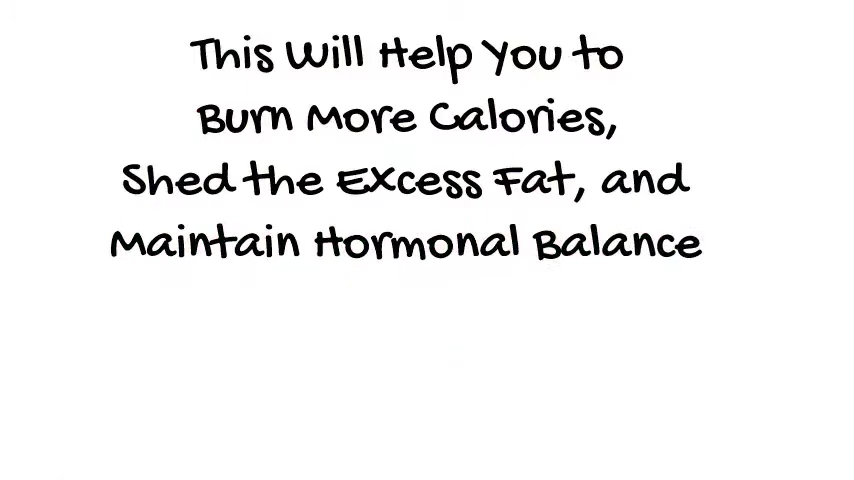 This Will Help You to
Burn More Calories,
Shed the Excess Fat, and
Maintain Hormonal Balance